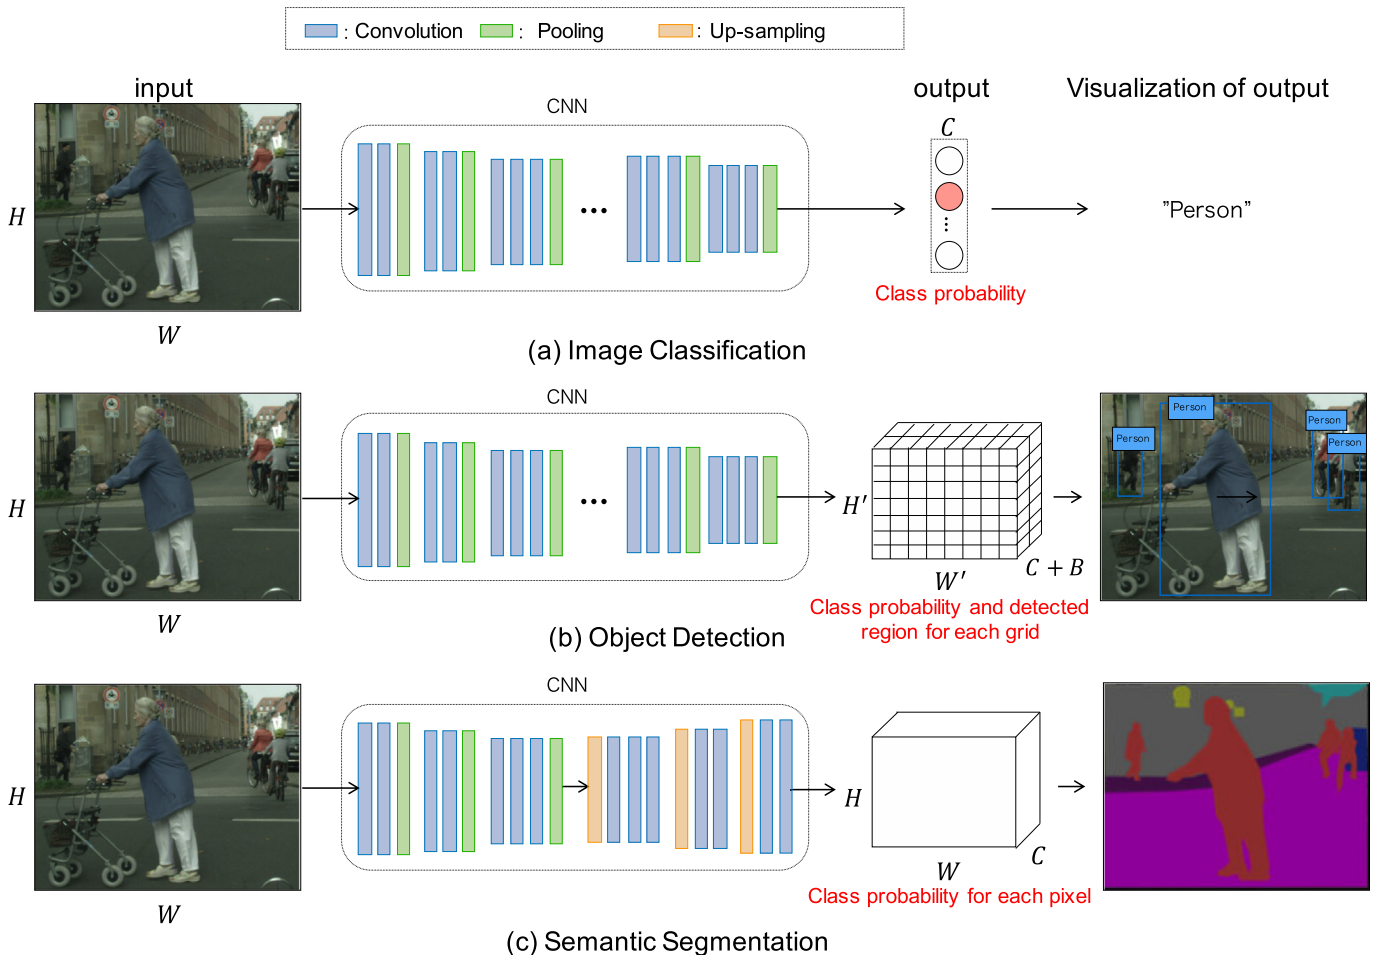 : Convolution : Pooling : Up-sampling
input
CNN
output
Visualization of output
C
H
"Person"
Class probability
W
(a) Image Classification
CNN
Person
Person
Person
Person
H
H′
W′
C + B
Class probability and detected
region for each grid
W
(b) Object Detection
CNN
H
H
W
C
Class probability for each pixel
W
(c) Semantic Segmentation